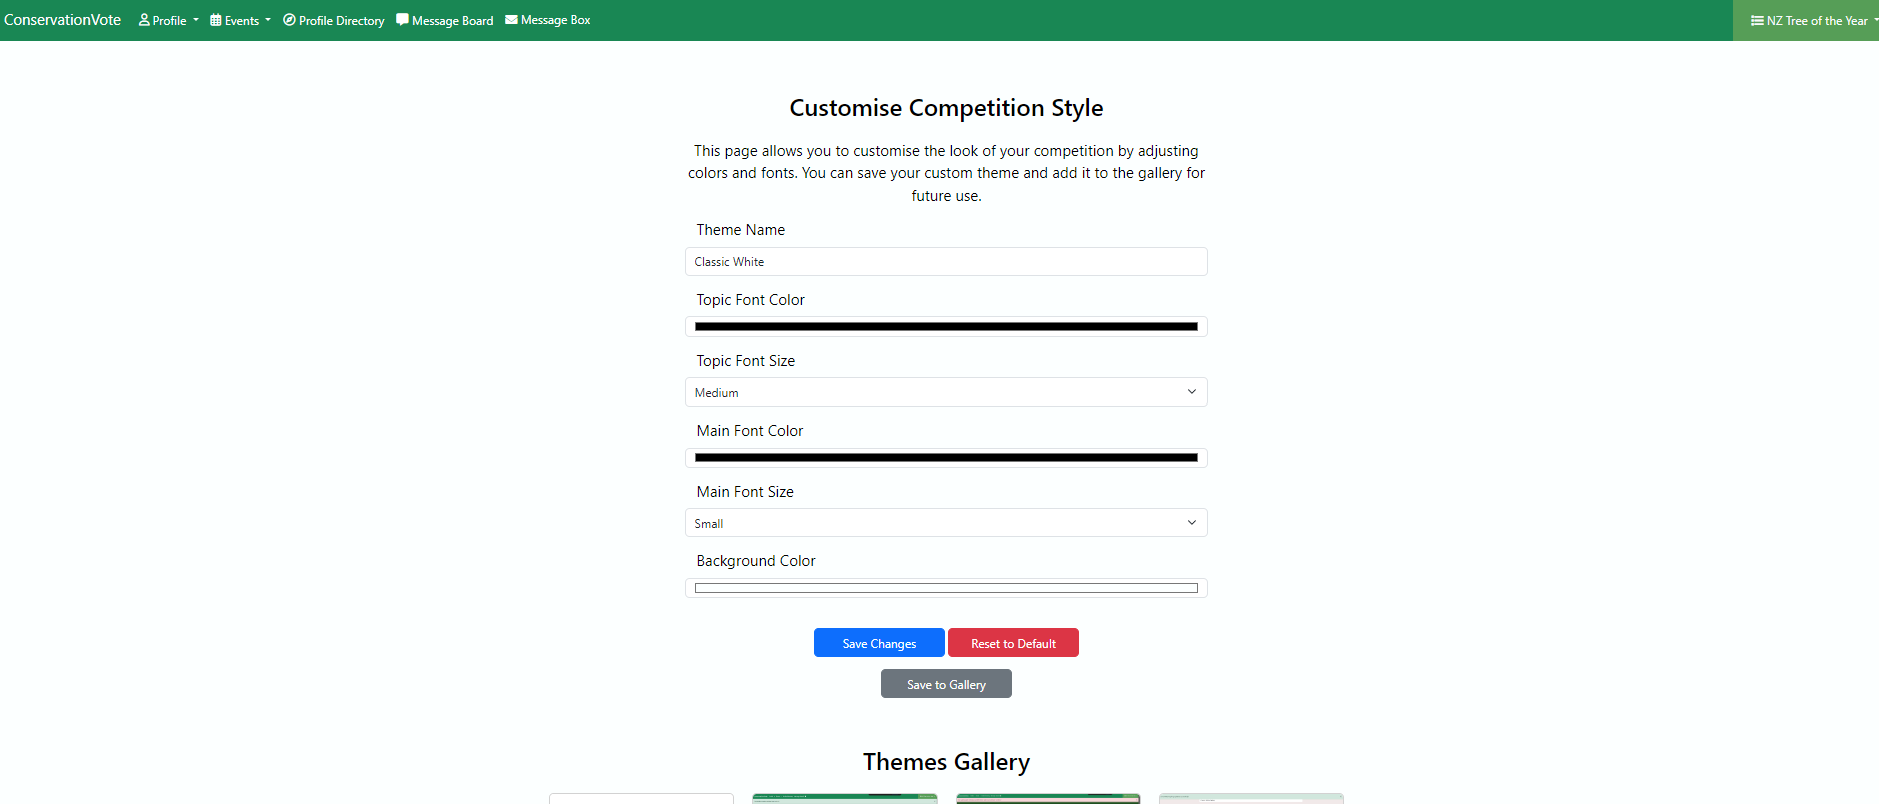 ConservationVote Profile Events Profile Directory Message Board Message Box NZ Tree of the Year
Customise Competition Style
This page allows you to customise the look of your competition by adjusting
colors and fonts. You can save your custom theme and add it to the gallery for
future use.
Theme Name
Classic White
Topic Font Color
Topic Font Size
Medium
Main Font Color
Main Font Size
Small
Background Color
Save Changes Reset to Default
Save to Gallery
Themes Gallery